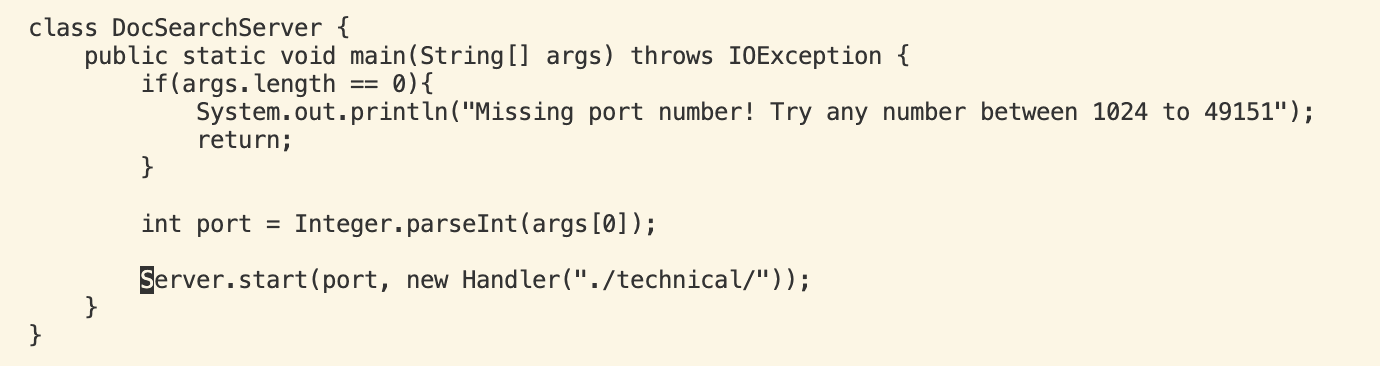 class DocSearchServer {
    public static void main(String[] args) throws IOException {
        if(args.length == 0){
            System.out.println("Missing port number! Try any number between 1024 to 49151");
            return;
        }

        int port = Integer.parseInt(args[0]);

        Server.start(port, new Handler("./technical/"));
    }
}